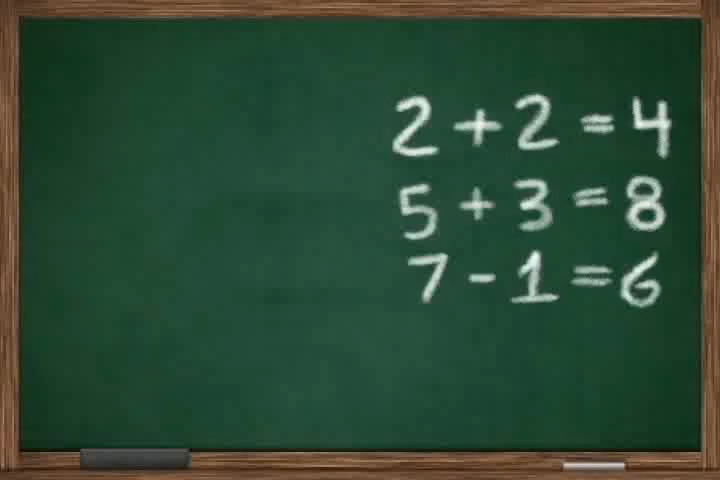 2 + 2 = 4
5 + 3 = 8
7 - 1 = 6